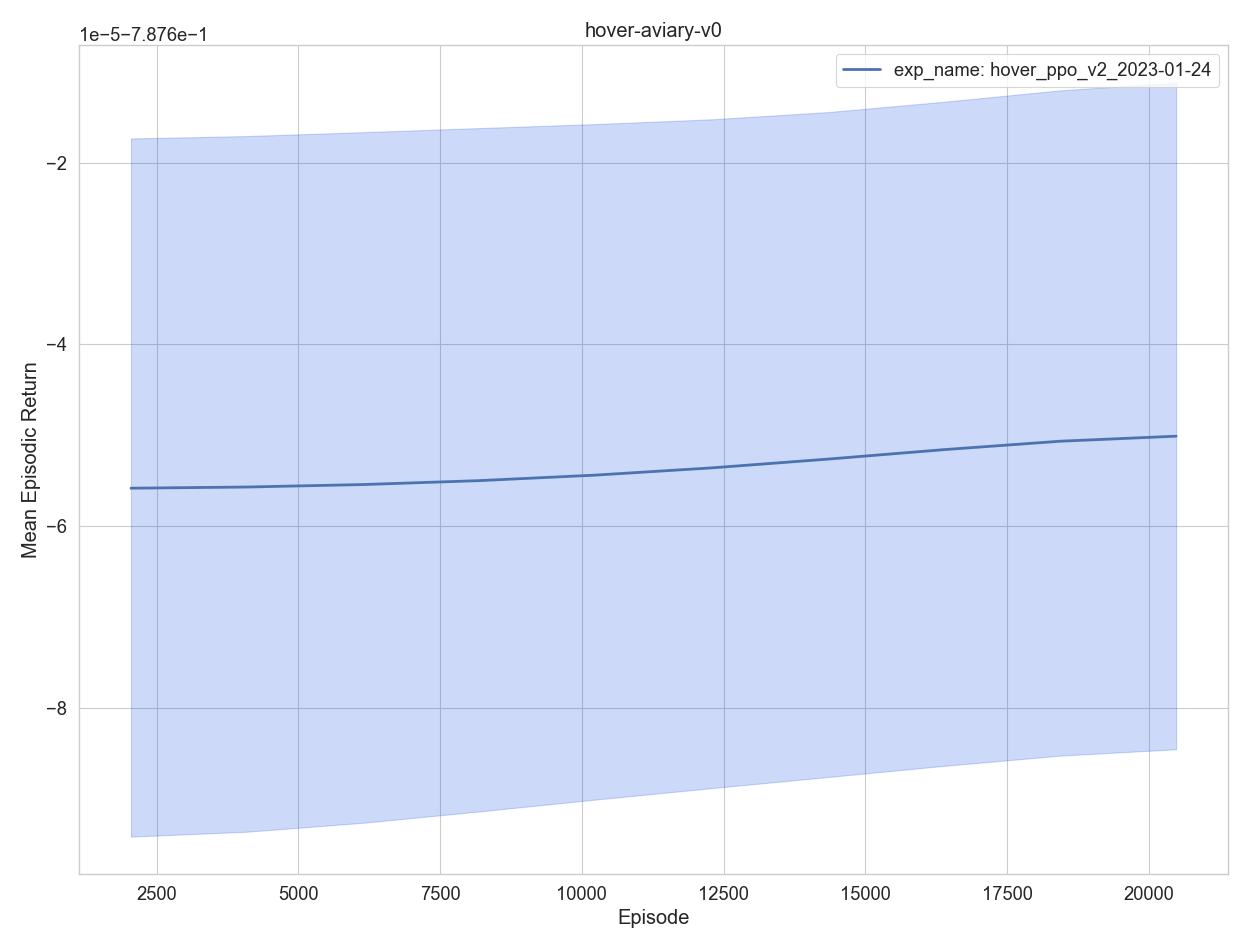 hover-aviary-v0
1e−5−7.876e−1
exp_name: hover_ppo_v2_2023-01-24
−2
−4
−6
−8
Mean Episodic Return
2500 5000 7500 10000 12500 15000 17500 20000
Episode